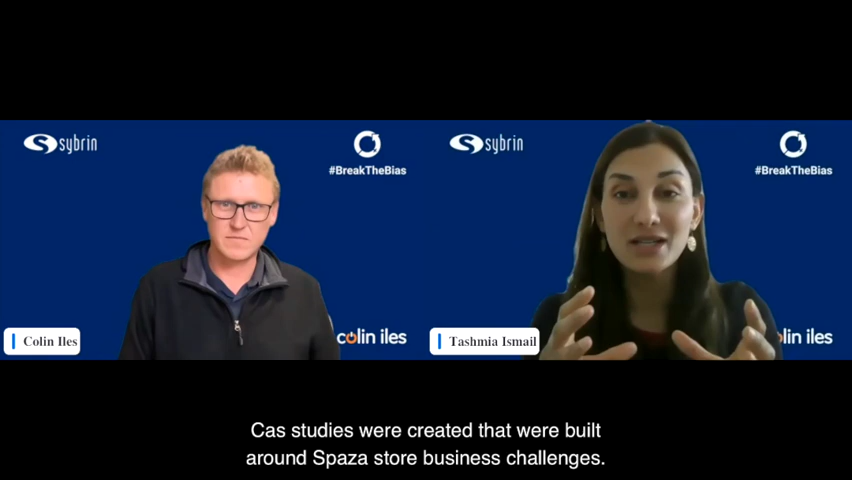 sybrin
#BreakTheBias
sybrin
#BreakTheBias
Colin Iles
colin iles
Tashmia Ismail
lin iles
Cas studies were created that were built
around Spaza store business challenges.